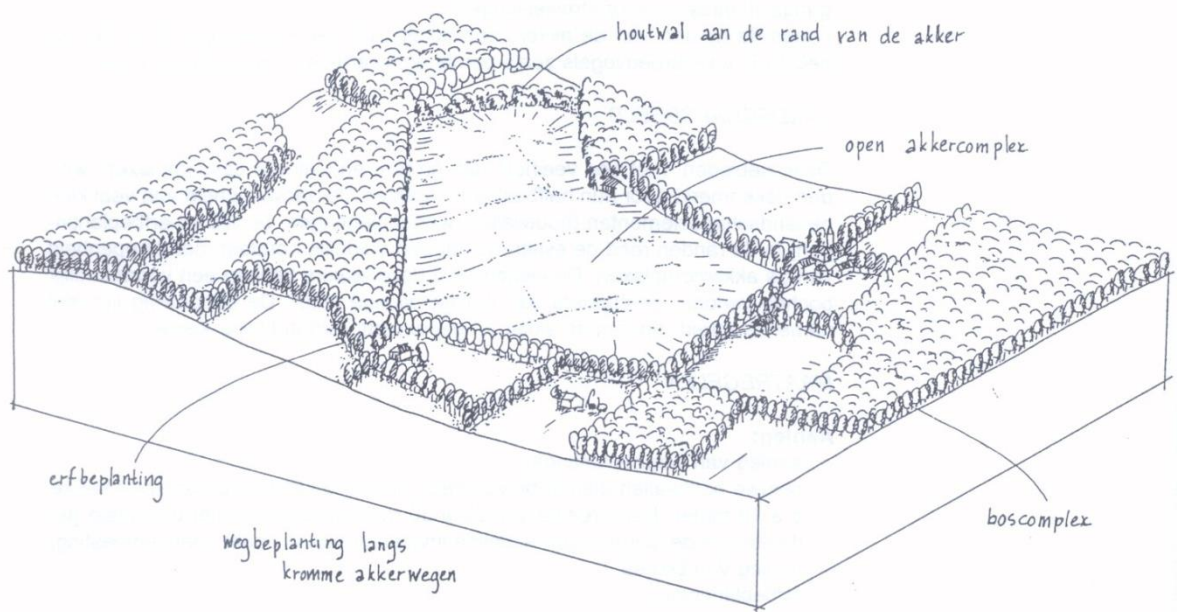 houtwal aan de rand van de akker
open akkercomplex
erfbeplanting
wegbeplanting langs
kromme akkerwegen
boscomplex